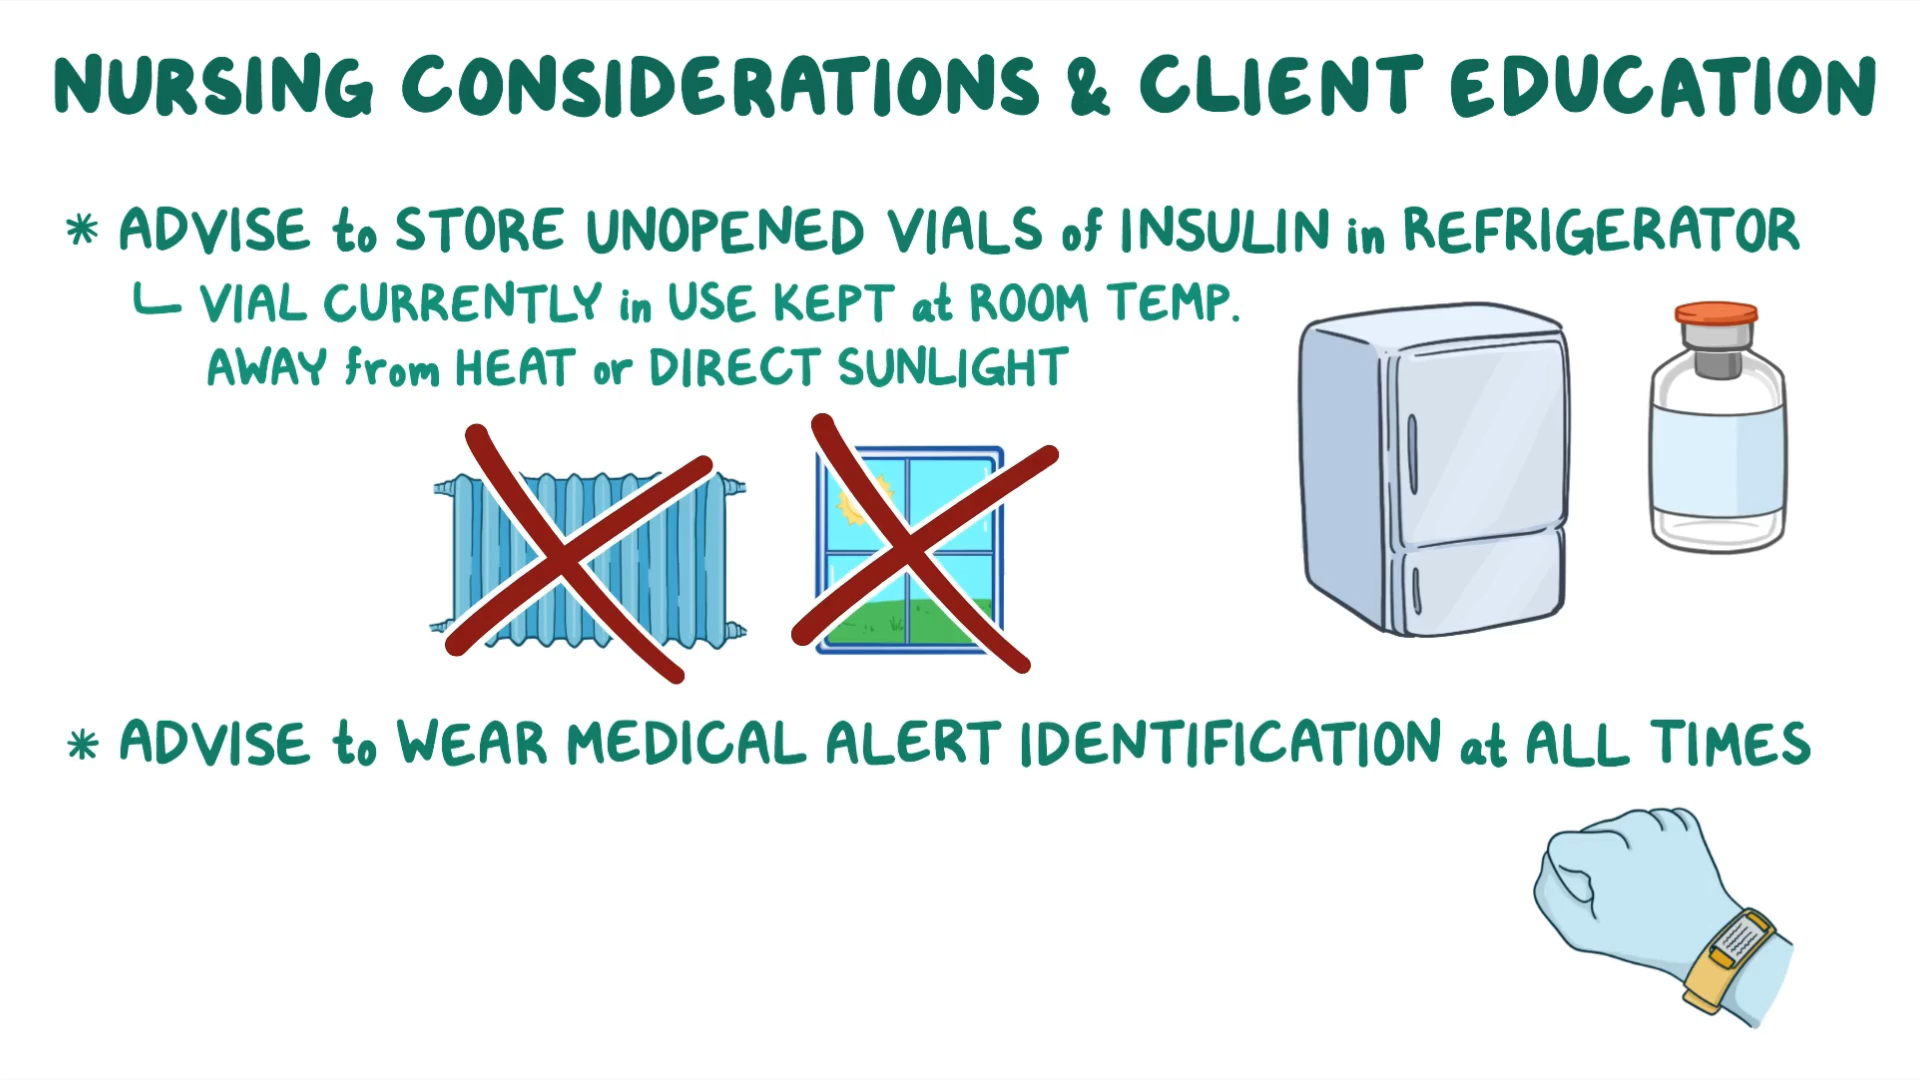 NURSING CONSIDERATIONS & CLIENT EDUCATION
* ADVISE to STORE UNOPENED VIALS of INSULIN in REFRIGERATOR
VIAL CURRENTLY in USE KEPT at ROOM TEMP.
AWAY from HEAT or DIRECT SUNLIGHT
* ADVISE to WEAR MEDICAL ALERT IDENTIFICATION at ALL TIMES